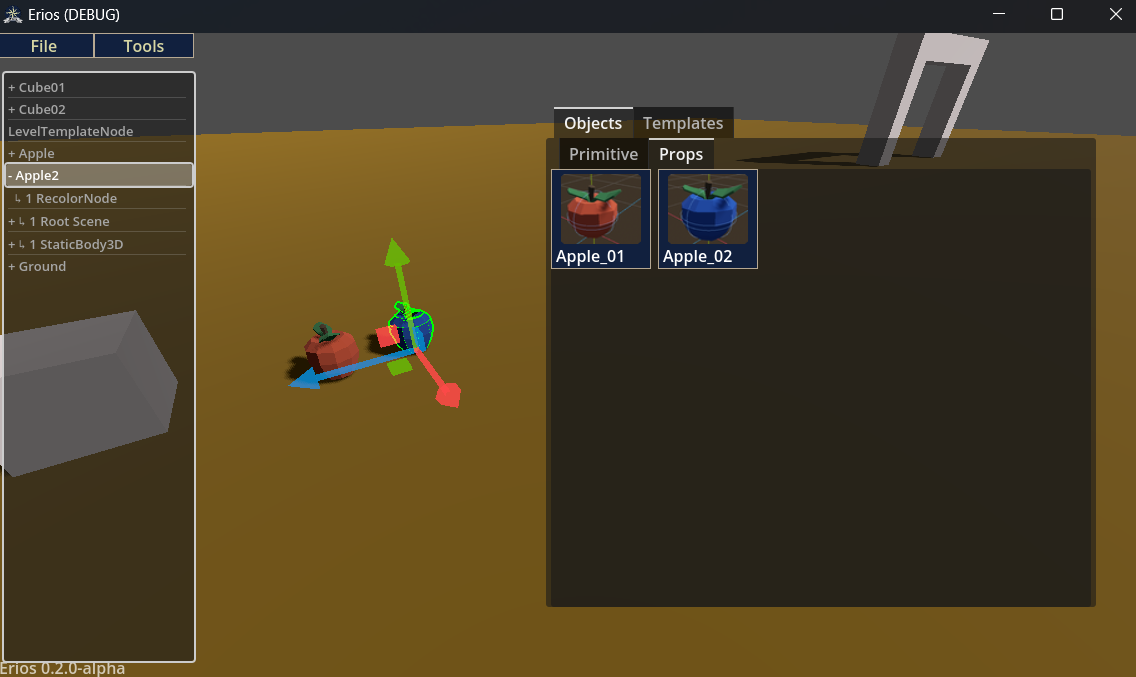 Erios (DEBUG)
File
Tools
+ Cube01
+ Cube02
LevelTemplateNode
+ Apple
- Apple2
↳ 1 RecolorNode
+ ↳ 1 Root Scene
+ ↳ 1 StaticBody3D
+ Ground
Objects
Templates
Primitive
Props
Apple_01
Apple_02
Erios 0.2.0-alpha